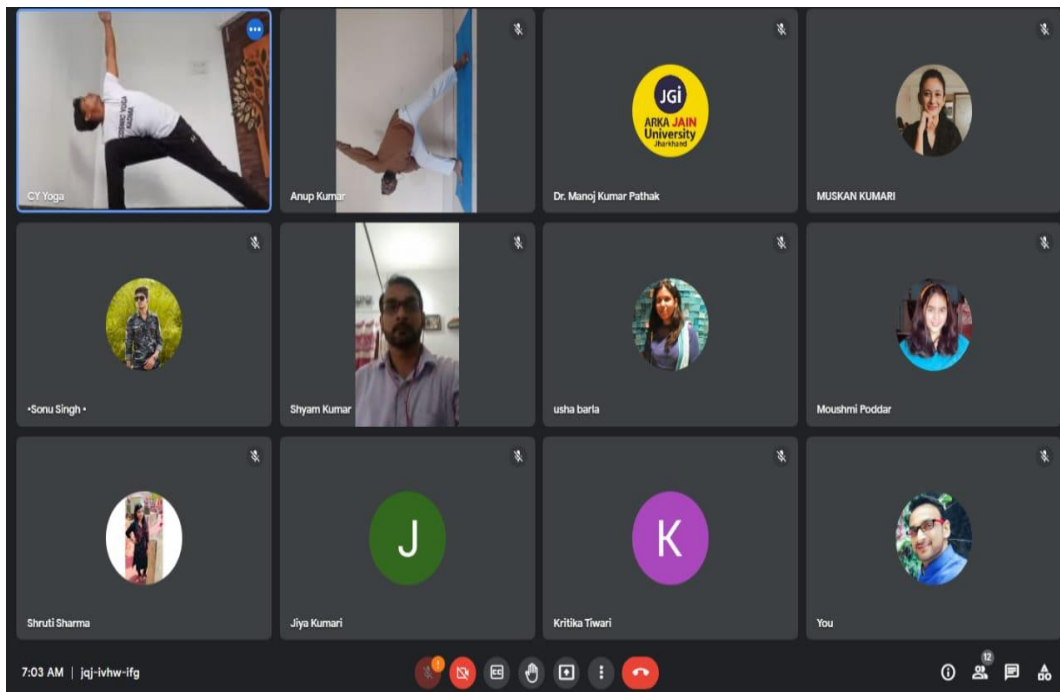 CY Yoga
Anup Kumar
JGi
ARKA JAIN
University
Jharkhand
Dr. Manoj Kumar Pathak
MUSKAN KUMARI
•Sonu Singh •
Shyam Kumar
usha barla
Moushmi Poddar
Shruti Sharma
J
Jiya Kumari
K
Kritika Tiwari
You
7:03 AM | jqj-ivhw-ifg
!
CC
12